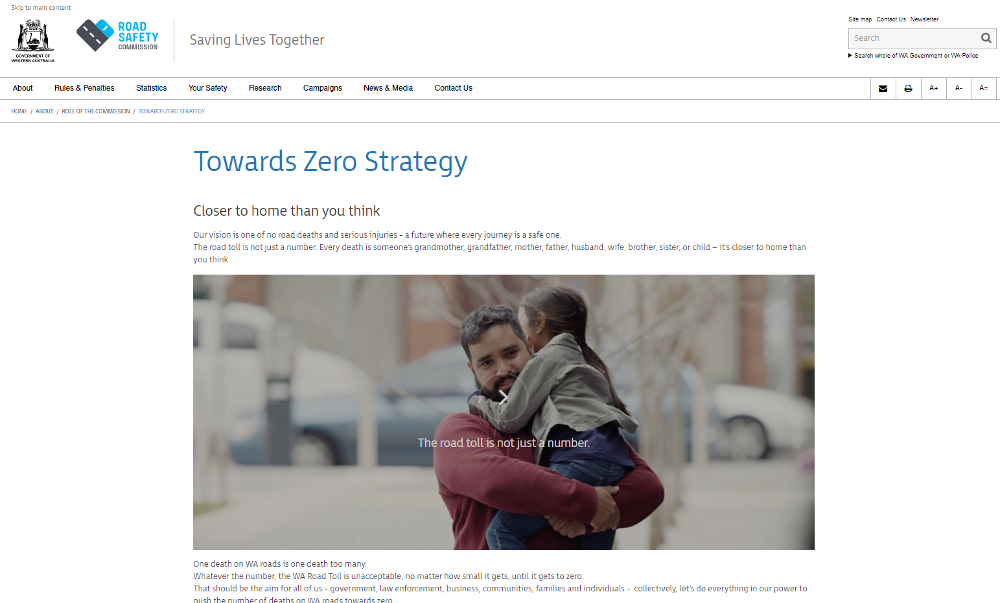 Skip to main content
GOVERNMENT OF
WESTERN AUSTRALIA
ROAD
SAFETY
COMMISSION
Saving Lives Together
Site map Contact Us Newsletter
Search
Search whole of WA Government or WA Police
About Rules & Penalties Statistics Your Safety Research Campaigns News & Media Contact Us
A+ A- A=
HOME / ABOUT / ROLE OF THE COMMISSION / TOWARDS ZERO STRATEGY
Towards Zero Strategy
Closer to home than you think
Our vision is one of no road deaths and serious injuries - a future where every journey is a safe one.
The road toll is not just a number. Every death is someone's grandmother, grandfather, mother, father, husband, wife, brother, sister, or child – it's closer to home than
you think.
The road toll is not just a number.
One death on WA roads is one death too many.
Whatever the number, the WA Road Toll is unacceptable, no matter how small it gets, until it gets to zero.
That should be the aim for all of us - government, law enforcement, business, communities, families and individuals - collectively, let's do everything in our power to
push the number of deaths on WA roads towards zero